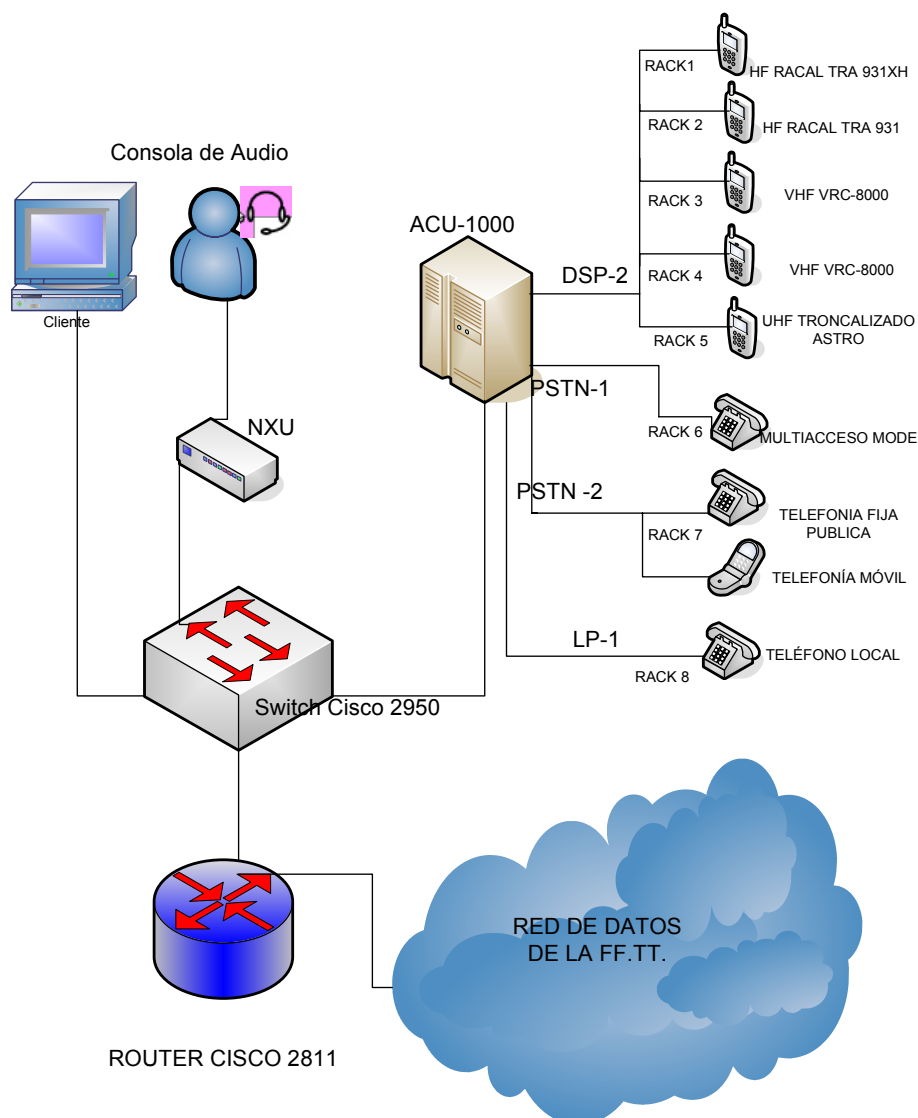 RACK1
HF RACAL TRA 931XH
RACK 2
HF RACAL TRA 931
Consola de Audio
RACK 3
VHF VRC-8000
ACU-1000
DSP-2
RACK 4
VHF VRC-8000
Cliente
UHF TRONCALIZADO
ASTRO
RACK 5
PSTN-1
NXU
RACK 6
MULTIACCESO MODE
PSTN -2
TELEFONIA FIJA
PUBLICA
RACK 7
TELEFONÍA MÓVIL
LP-1
TELÉFONO LOCAL
RACK 8
Switch Cisco 2950
RED DE DATOS
DE LA FF.TT.
ROUTER CISCO 2811